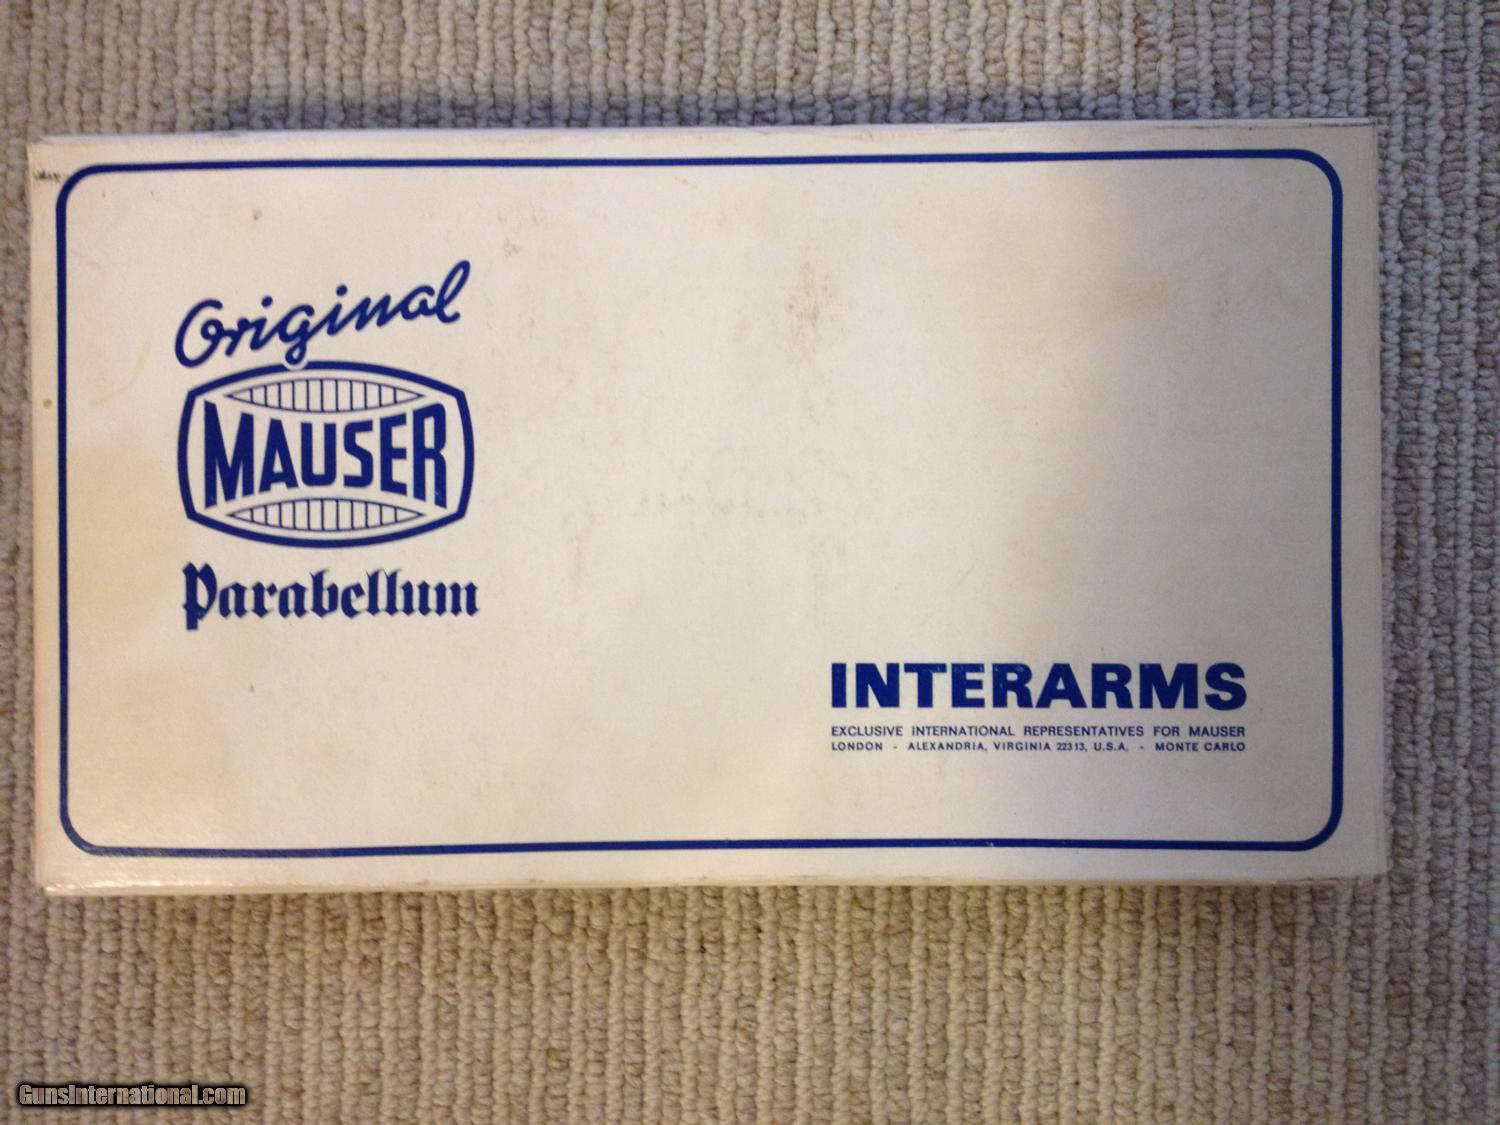 Original
MAUSER
Parabellum
INTERARMS
EXCLUSIVE INTERNATIONAL REPRESENTATIVES FOR MAUSER
LONDON - ALEXANDRIA, VIRGINIA 22313, U.S.A. - MONTE CARLO
GunsInternational.com